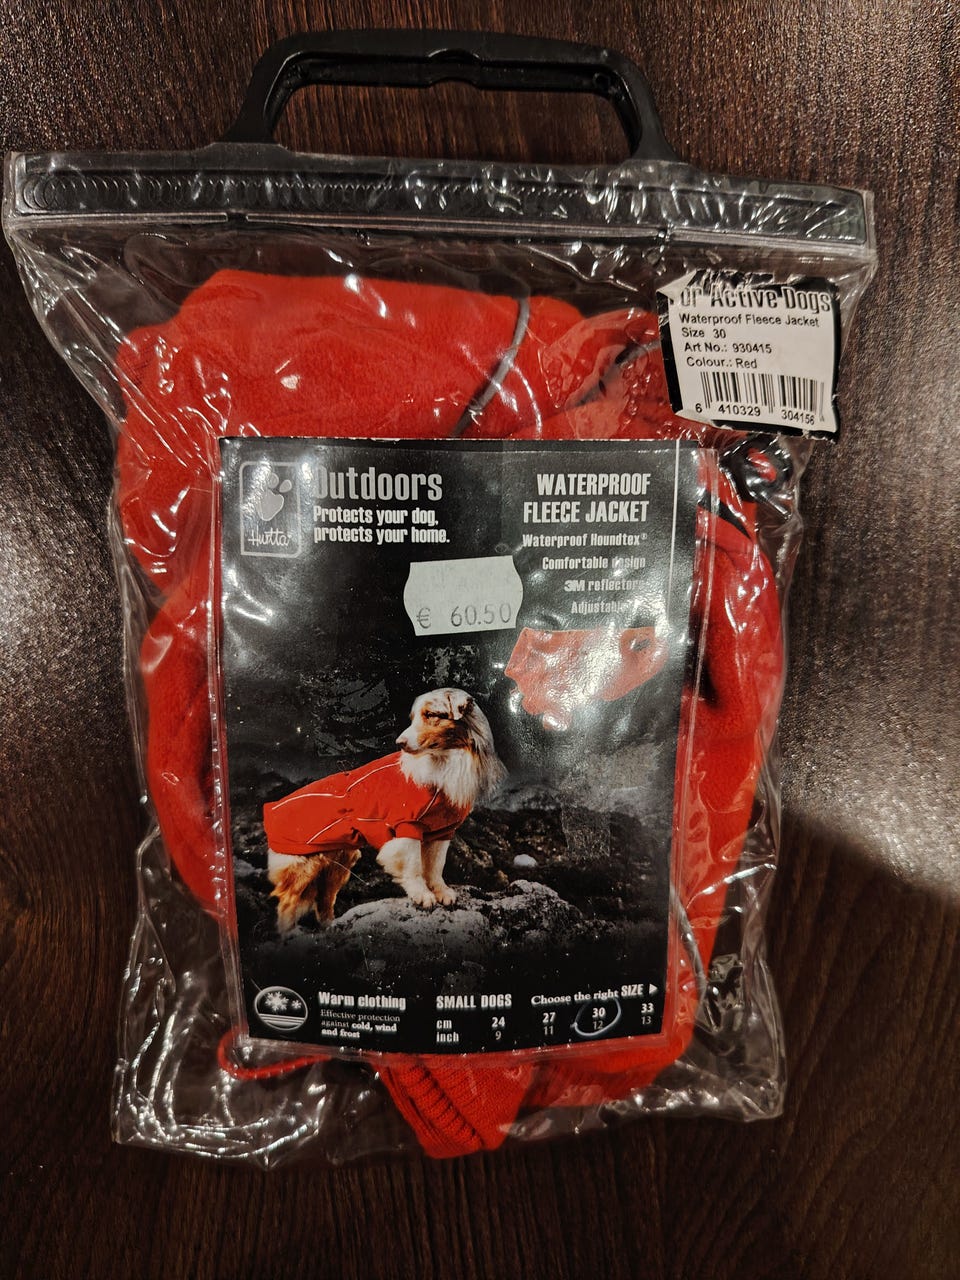 or Active Dogs
Waterproof Fleece Jacket
Size 30
Art No.: 930415
Colour.: Red
6 410329 304156
Hurtta
Outdoors
Protects your dog,
protects your home.
WATERPROOF
FLEECE JACKET
Waterproof Houndtex®
Comfortable
3M reflectors
€ 60.50
Warm clothing
Effective protection
against cold, wind
and frost
SMALL DOGS
Choose the right SIZE
cm 24 27 30 33
inch 9 11 12 13